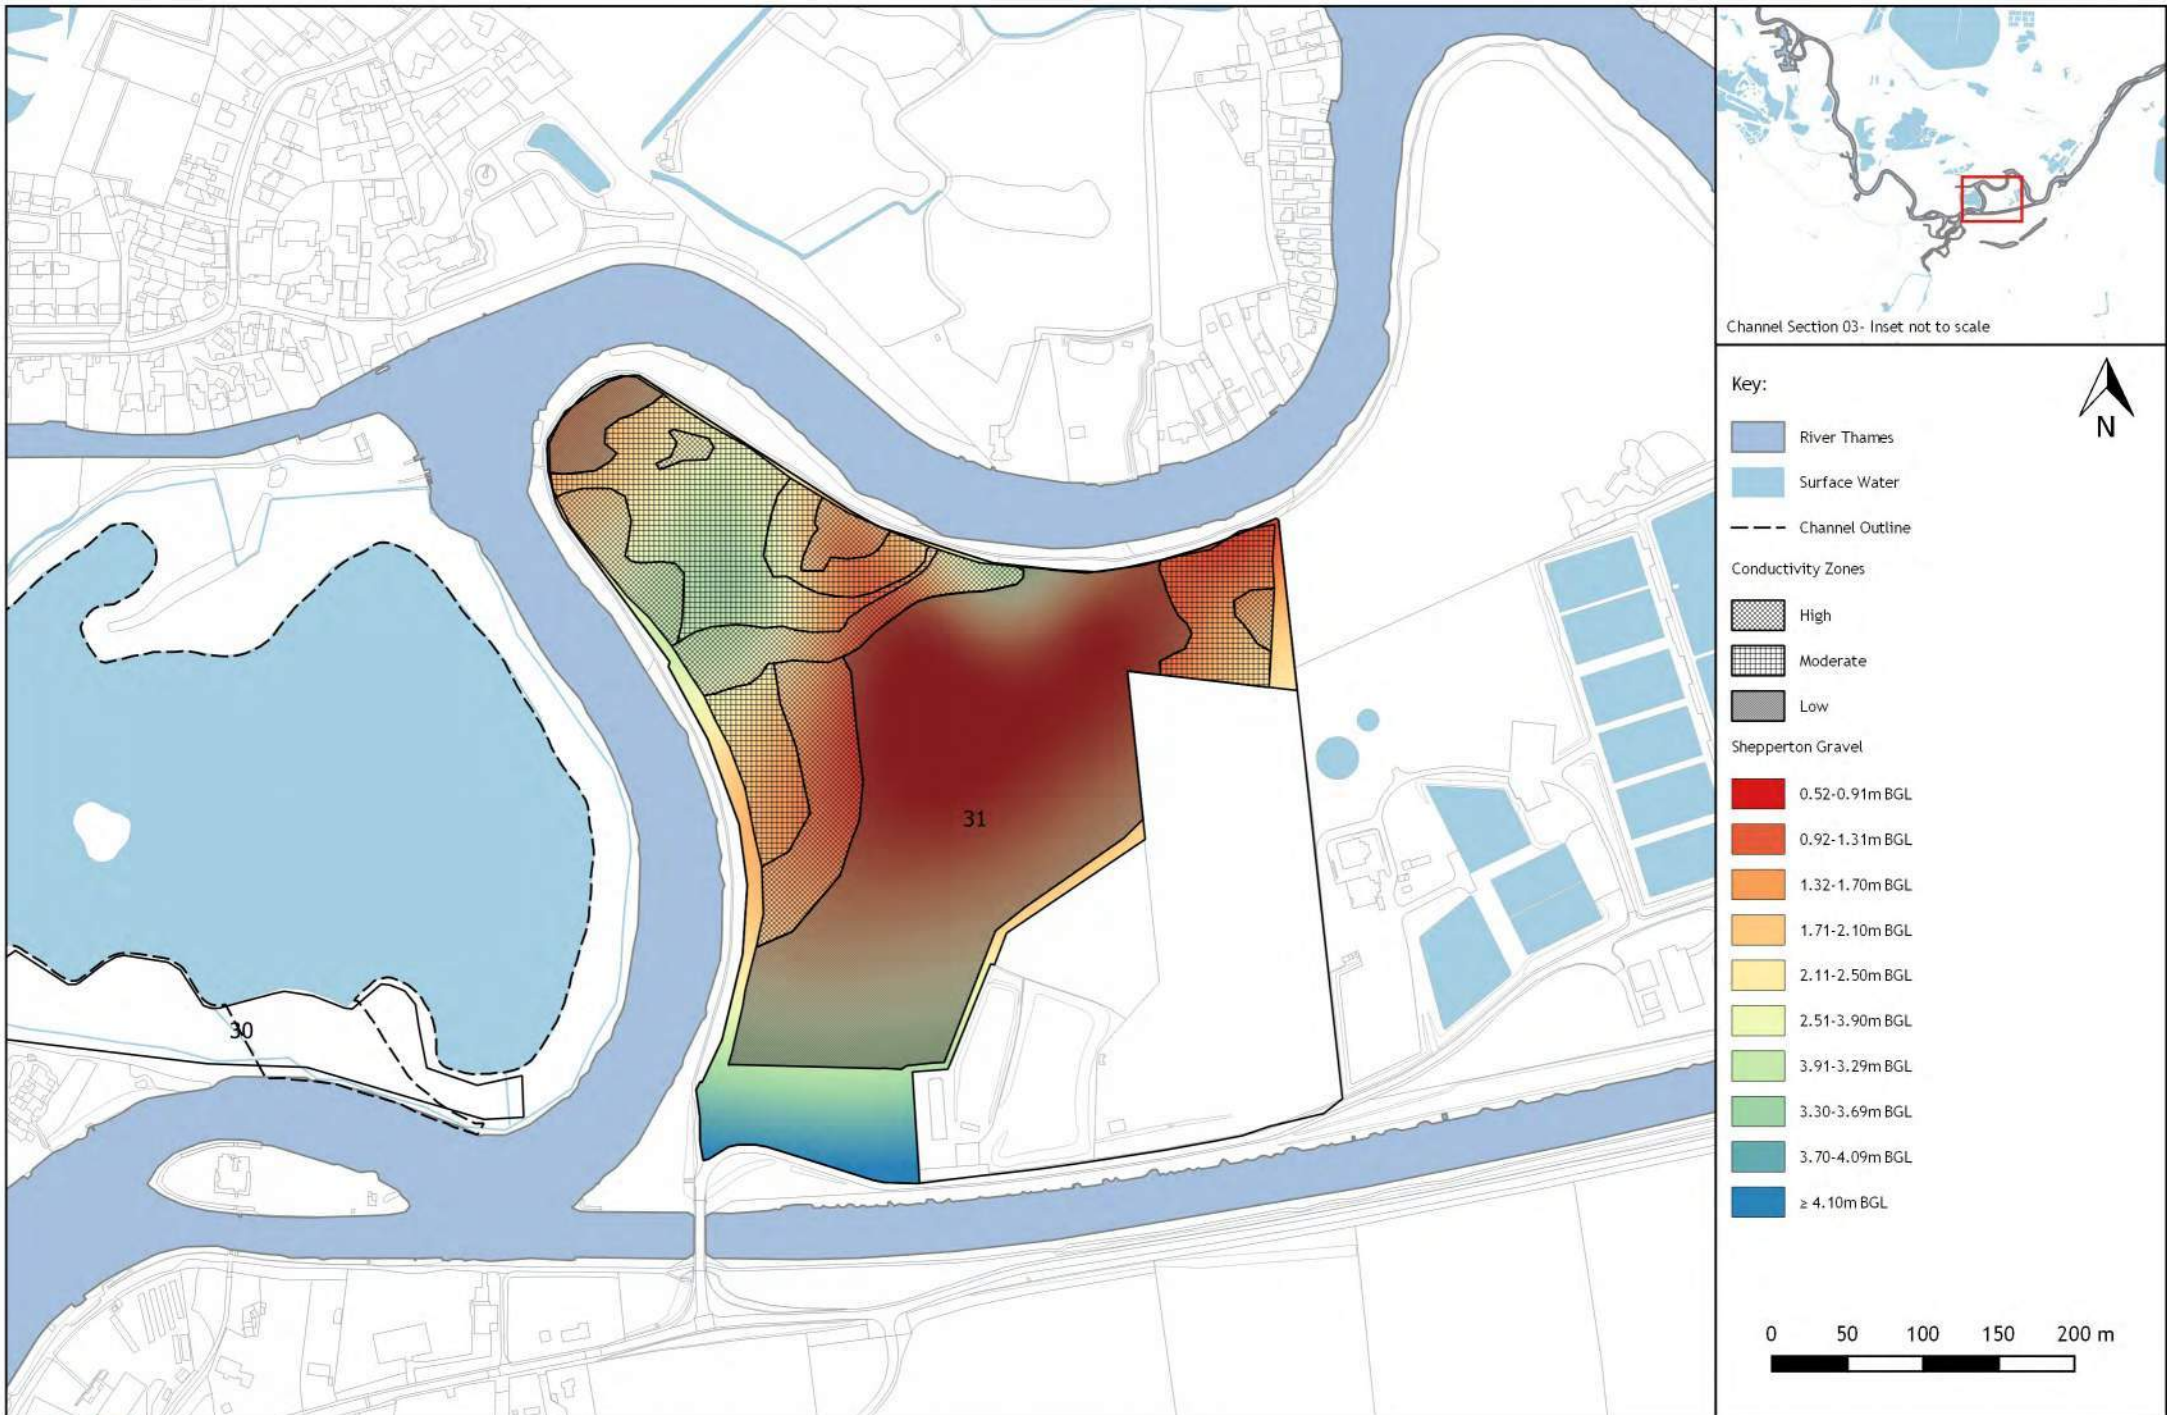 Channel Section 03- Inset not to scale
Key:
N
River Thames
Surface Water
Channel Outline
Conductivity Zones
High
Moderate
Low
Shepperton Gravel
0.52-0.91m BGL
0.92-1.31m BGL
1.32-1.70m BGL
1.71-2.10m BGL
2.11-2.50m BGL
2.51-3.90m BGL
3.91-3.29m BGL
3.30-3.69m BGL
3.70-4.09m BGL
≥ 4.10m BGL
0 50 100 150 200 m
31
30